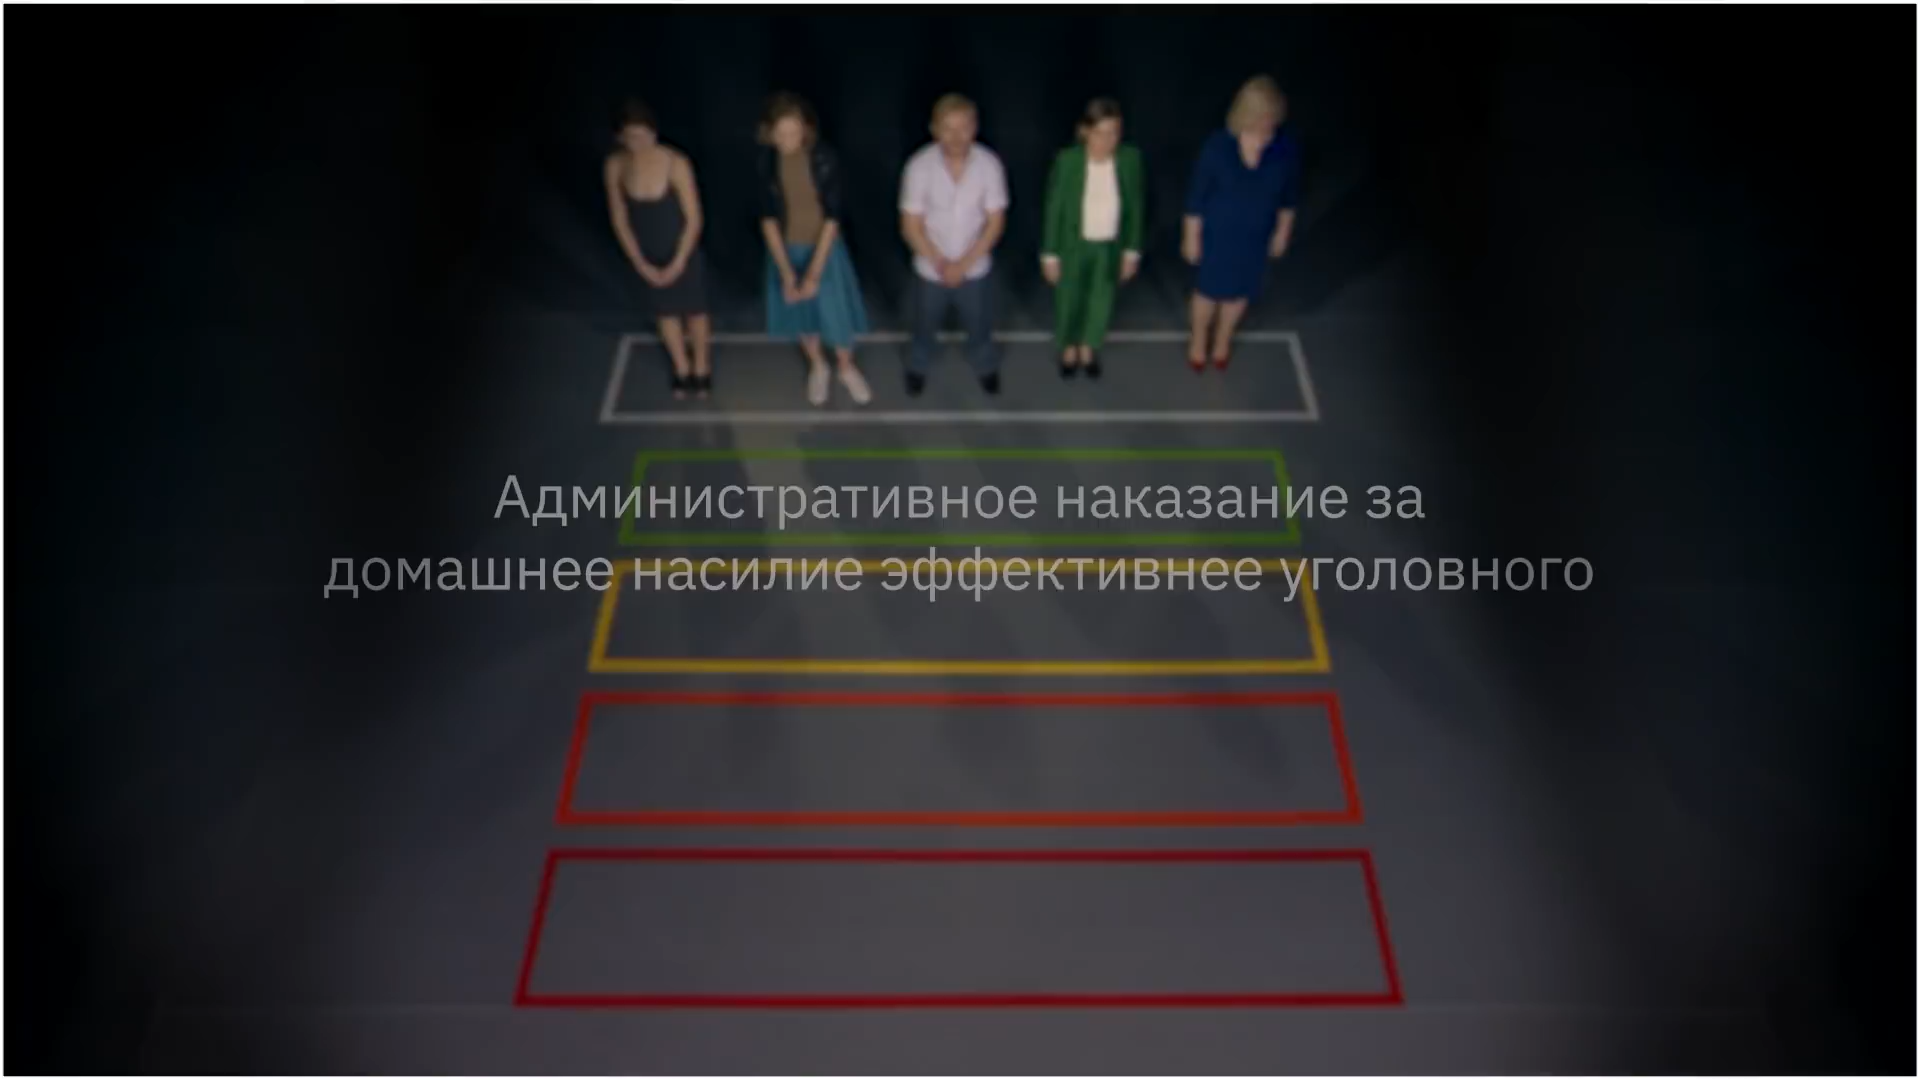 Административное наказание за
домашнее насилие эффективнее уголовного